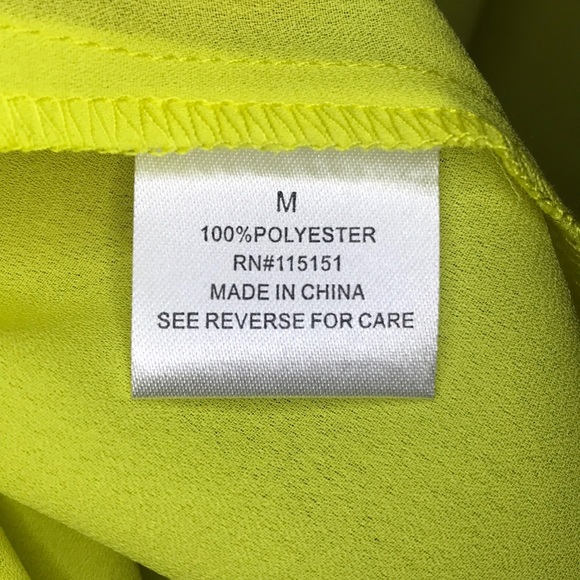 M
100%POLYESTER
RN#115151
MADE IN CHINA
SEE REVERSE FOR CARE